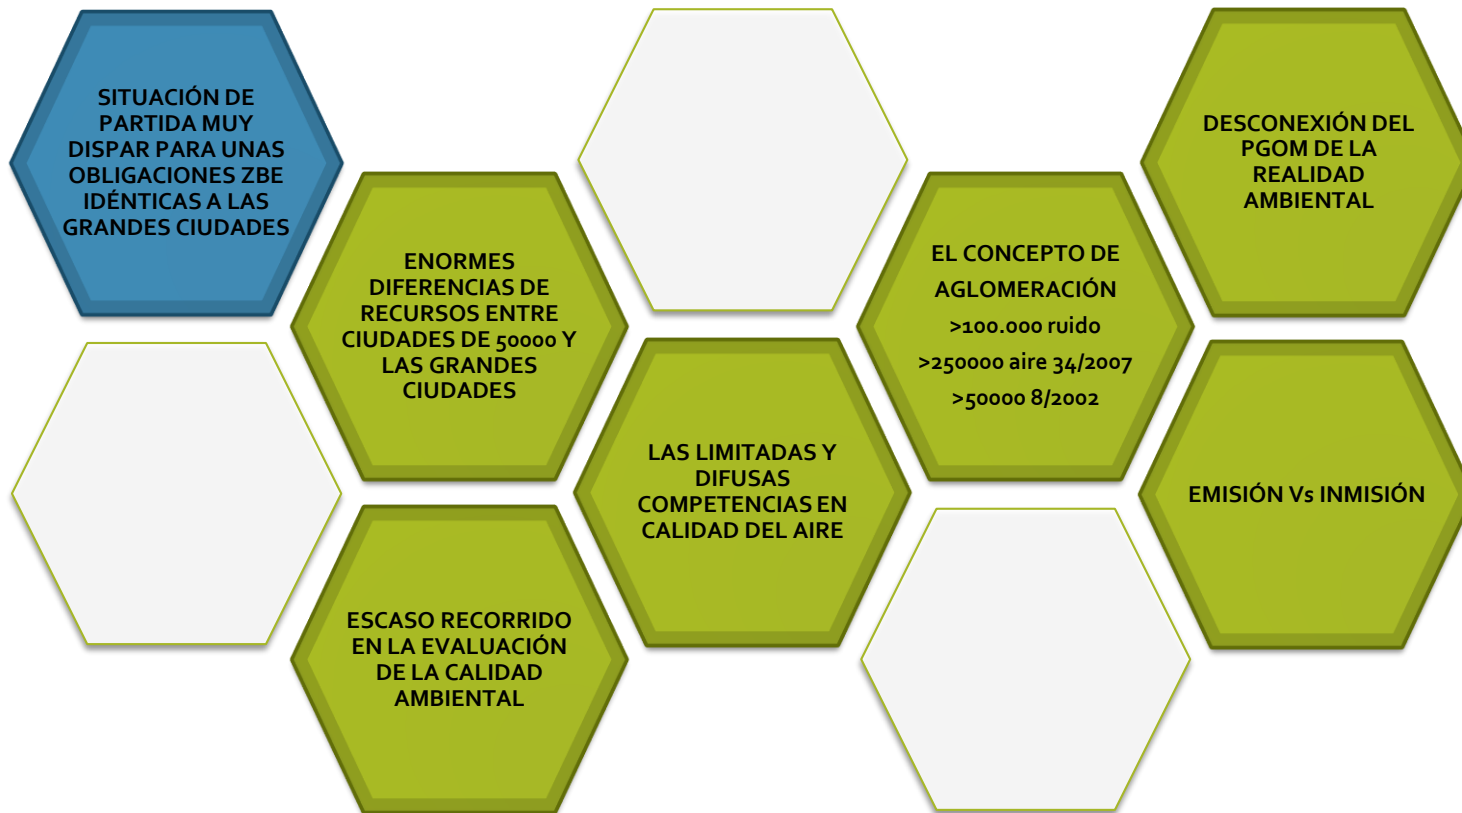 SITUACIÓN DE
PARTIDA MUY
DISPAR PARA UNAS
OBLIGACIONES ZBE
IDÉNTICAS A LAS
GRANDES CIUDADES
ENORMES
DIFERENCIAS DE
RECURSOS ENTRE
CIUDADES DE 50000 Y
LAS GRANDES
CIUDADES
ESCASO RECORRIDO
EN LA EVALUACIÓN
DE LA CALIDAD
AMBIENTAL
LAS LIMITADAS Y
DIFUSAS
COMPETENCIAS EN
CALIDAD DEL AIRE
EL CONCEPTO DE
AGLOMERACIÓN
>100.000 ruido
>250000 aire 34/2007
>50000 8/2002
DESCONEXIÓN DEL
PGOM DE LA
REALIDAD
AMBIENTAL
EMISIÓN Vs INMISIÓN